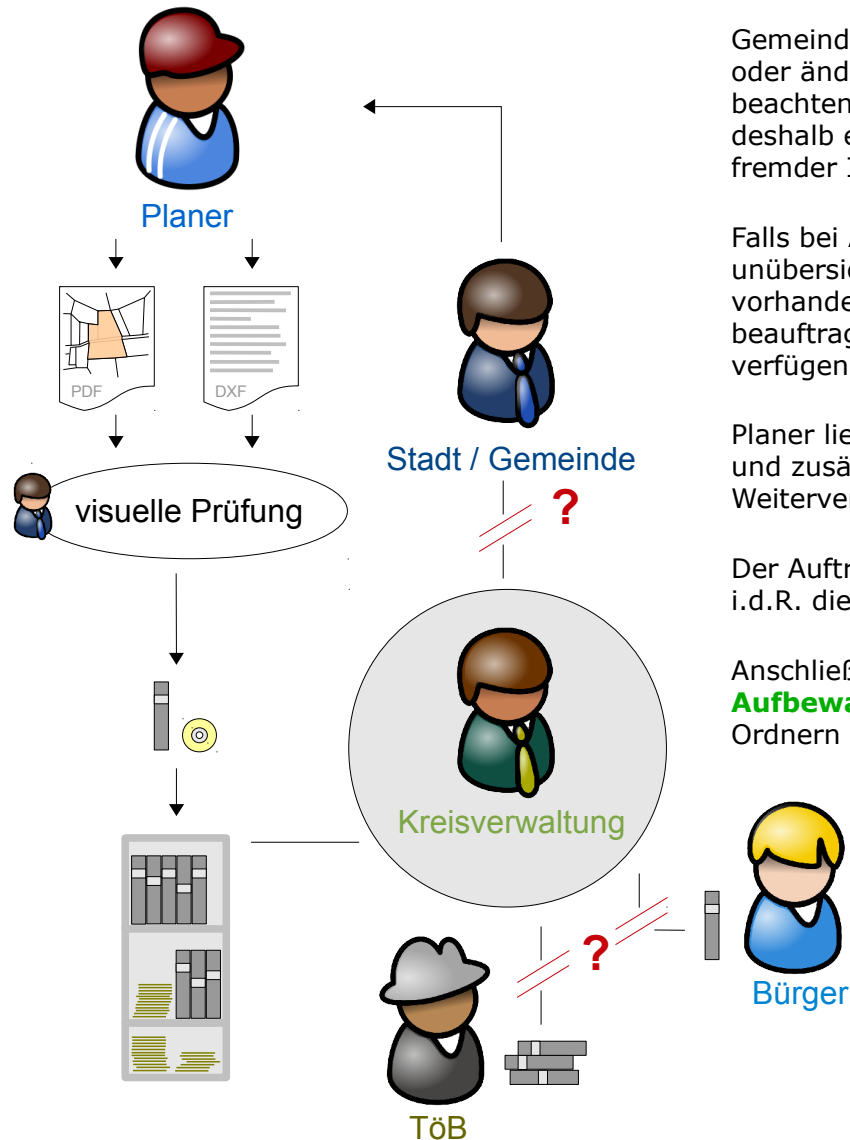 Planer
PDF
DXF
visuelle Prüfung
Stadt / Gemeinde
?
Kreisverwaltung
?
Bürger
TöB
Gemeind
oder änd
beachten
deshalb e
fremder
Falls bei
unübersi
vorhande
beauftrag
verfügen
Planer lie
und zusä
Weiterver
Der Auftr
i.d.R. die
Anschließ
Aufbewa
Ordnern